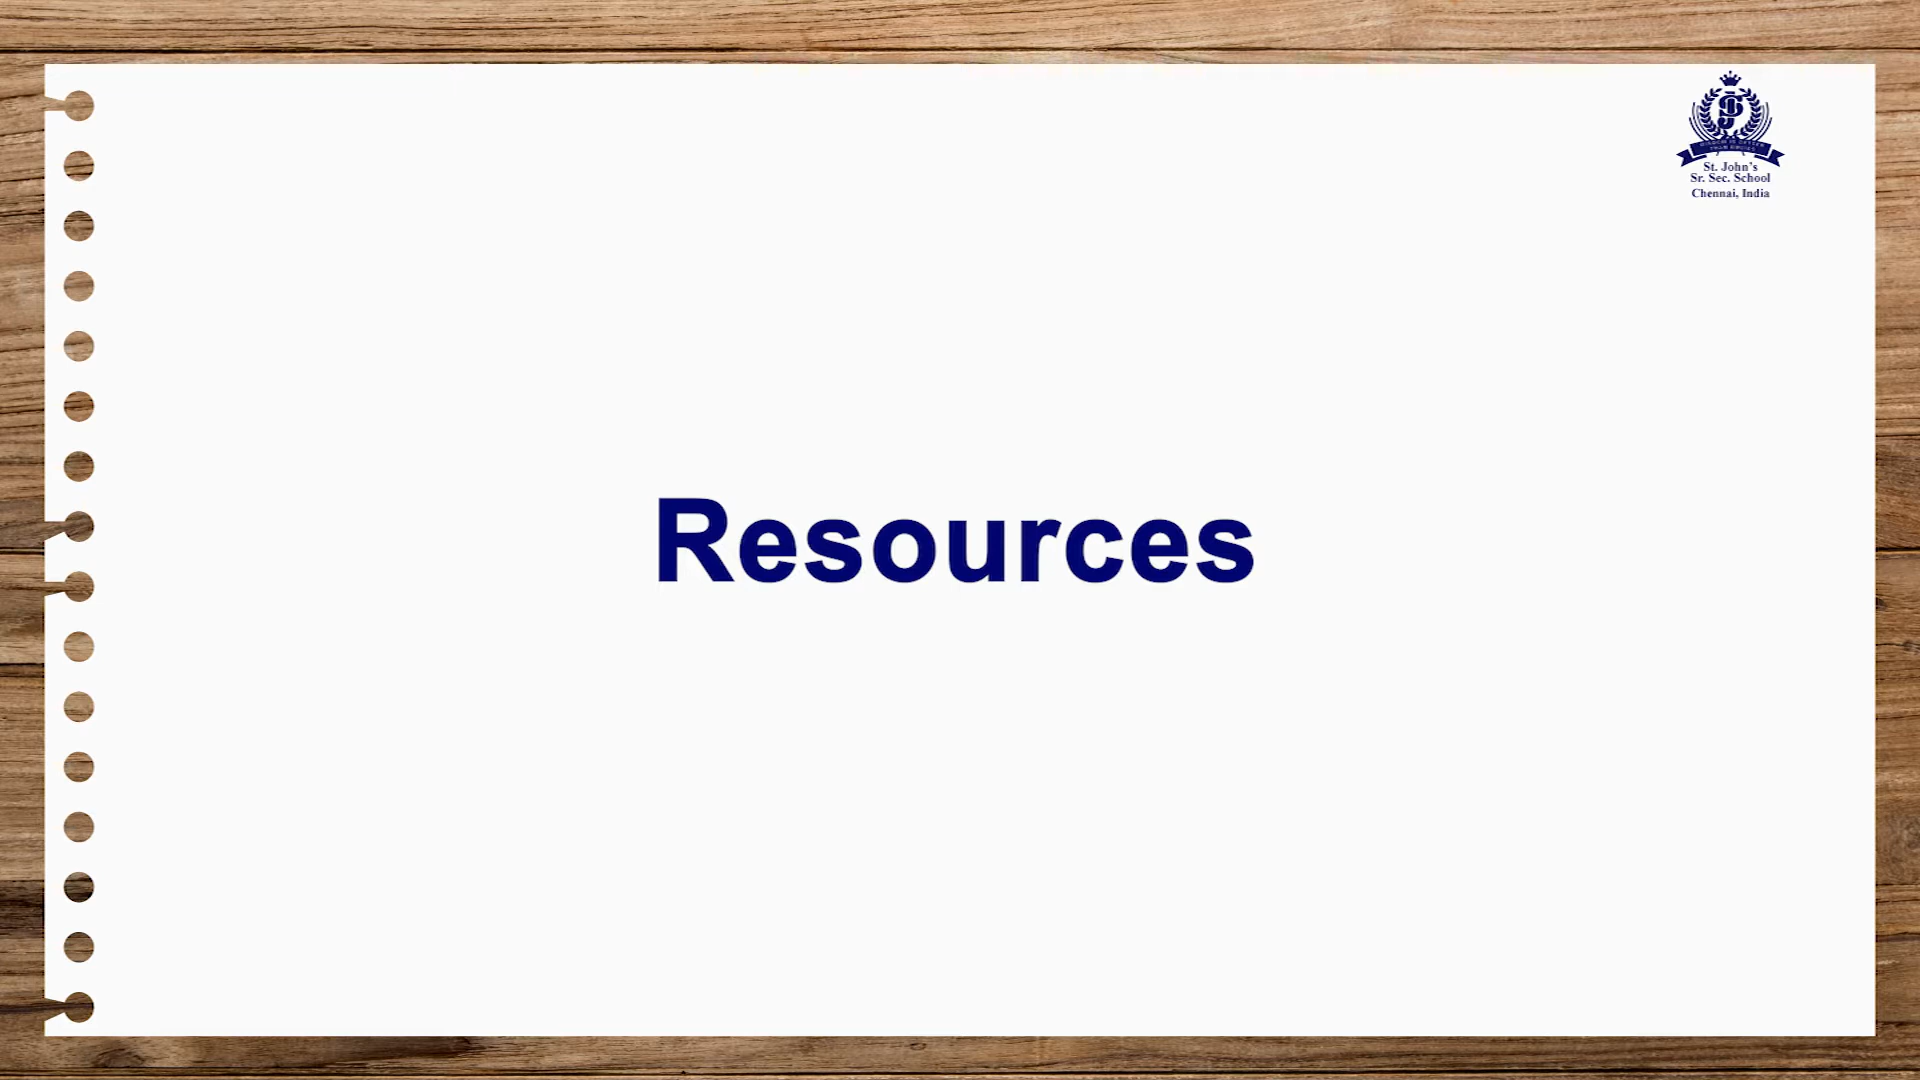 St. John's
Sr. Sec. School
Chennai, India
Resources